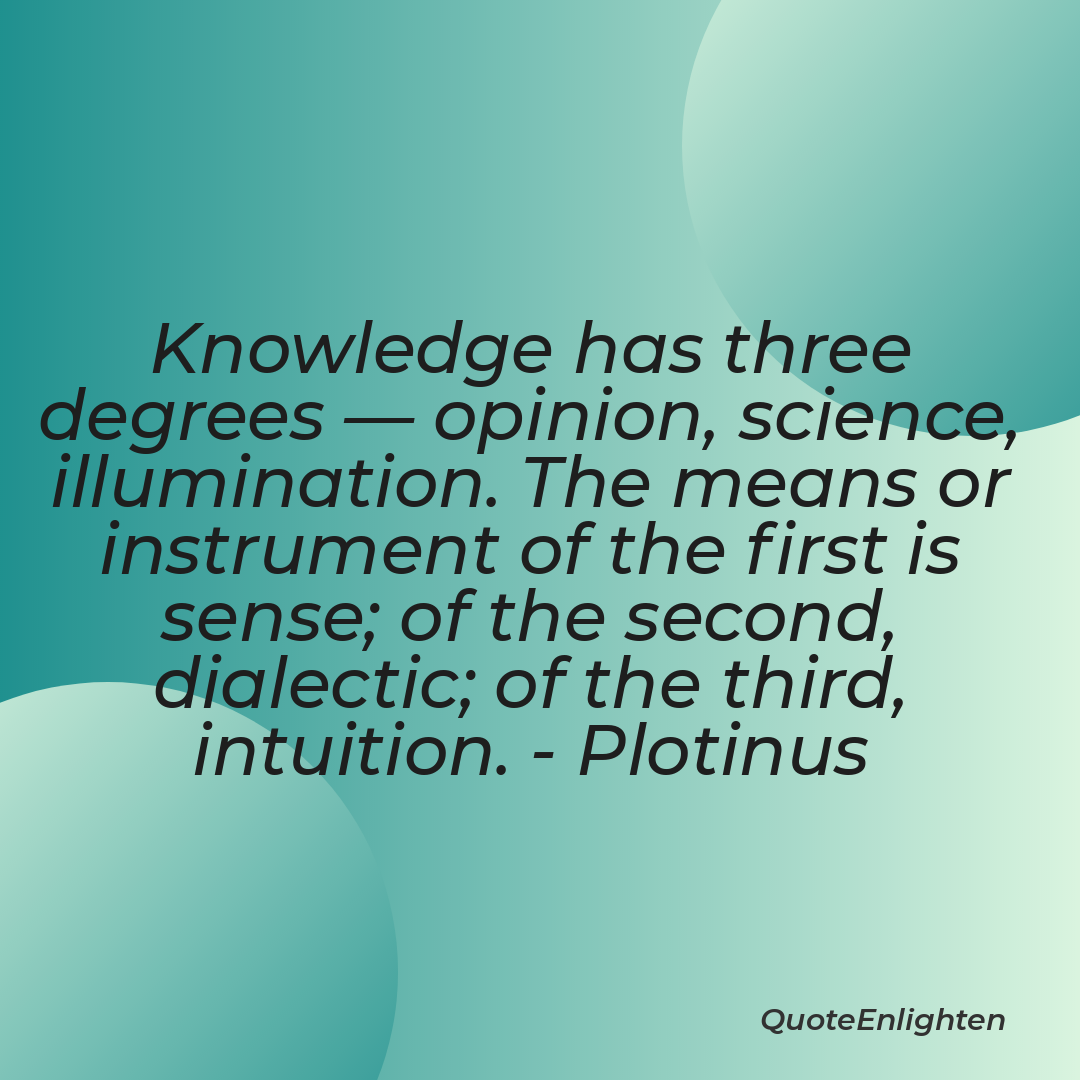 Knowledge has three
degrees — opinion, science,
illumination. The means or
instrument of the first is
sense; of the second,
dialectic; of the third,
intuition. - Plotinus
QuoteEnlighten